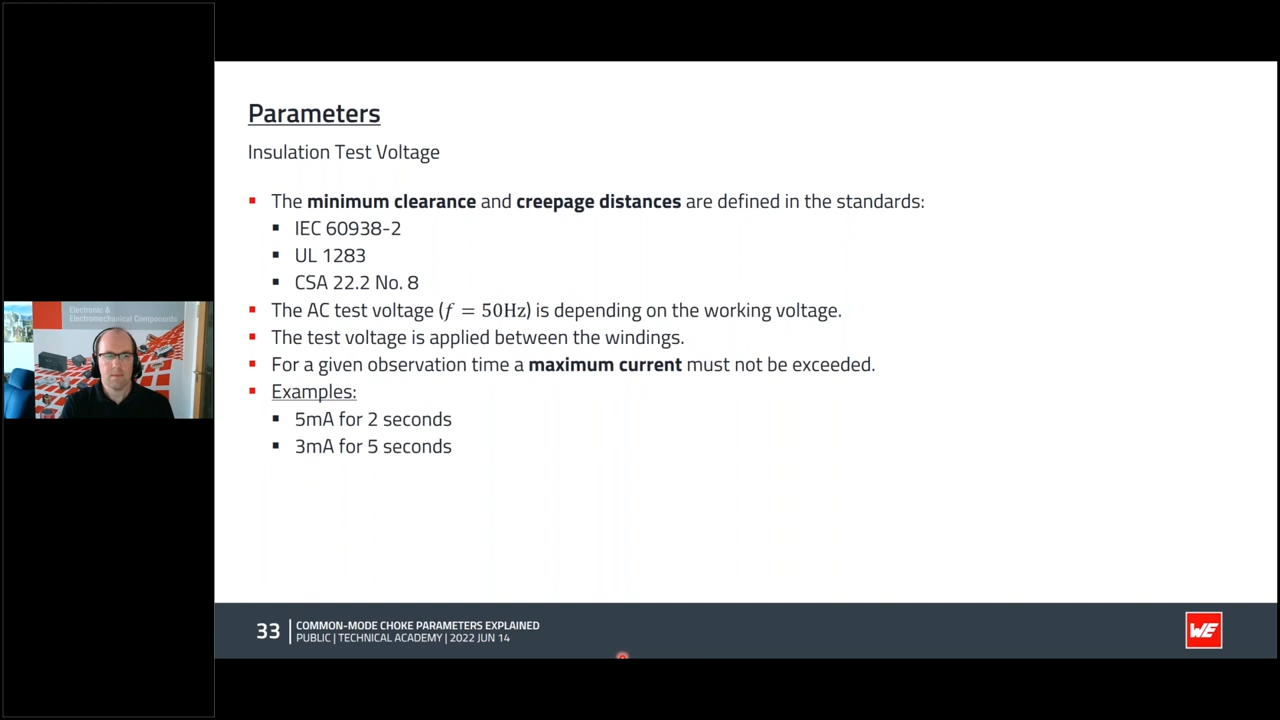 Parameters
Insulation Test Voltage
The minimum clearance and creepage distances are defined in the standards:
IEC 60938-2
UL 1283
CSA 22.2 No. 8
The AC test voltage (f = 50Hz) is depending on the working voltage.
The test voltage is applied between the windings.
For a given observation time a maximum current must not be exceeded.
Examples:
5mA for 2 seconds
3mA for 5 seconds
Electronic &
Electromechanical Components
33
COMMON-MODE CHOKE PARAMETERS EXPLAINED
PUBLIC | TECHNICAL ACADEMY | 2022 JUN 14
WE